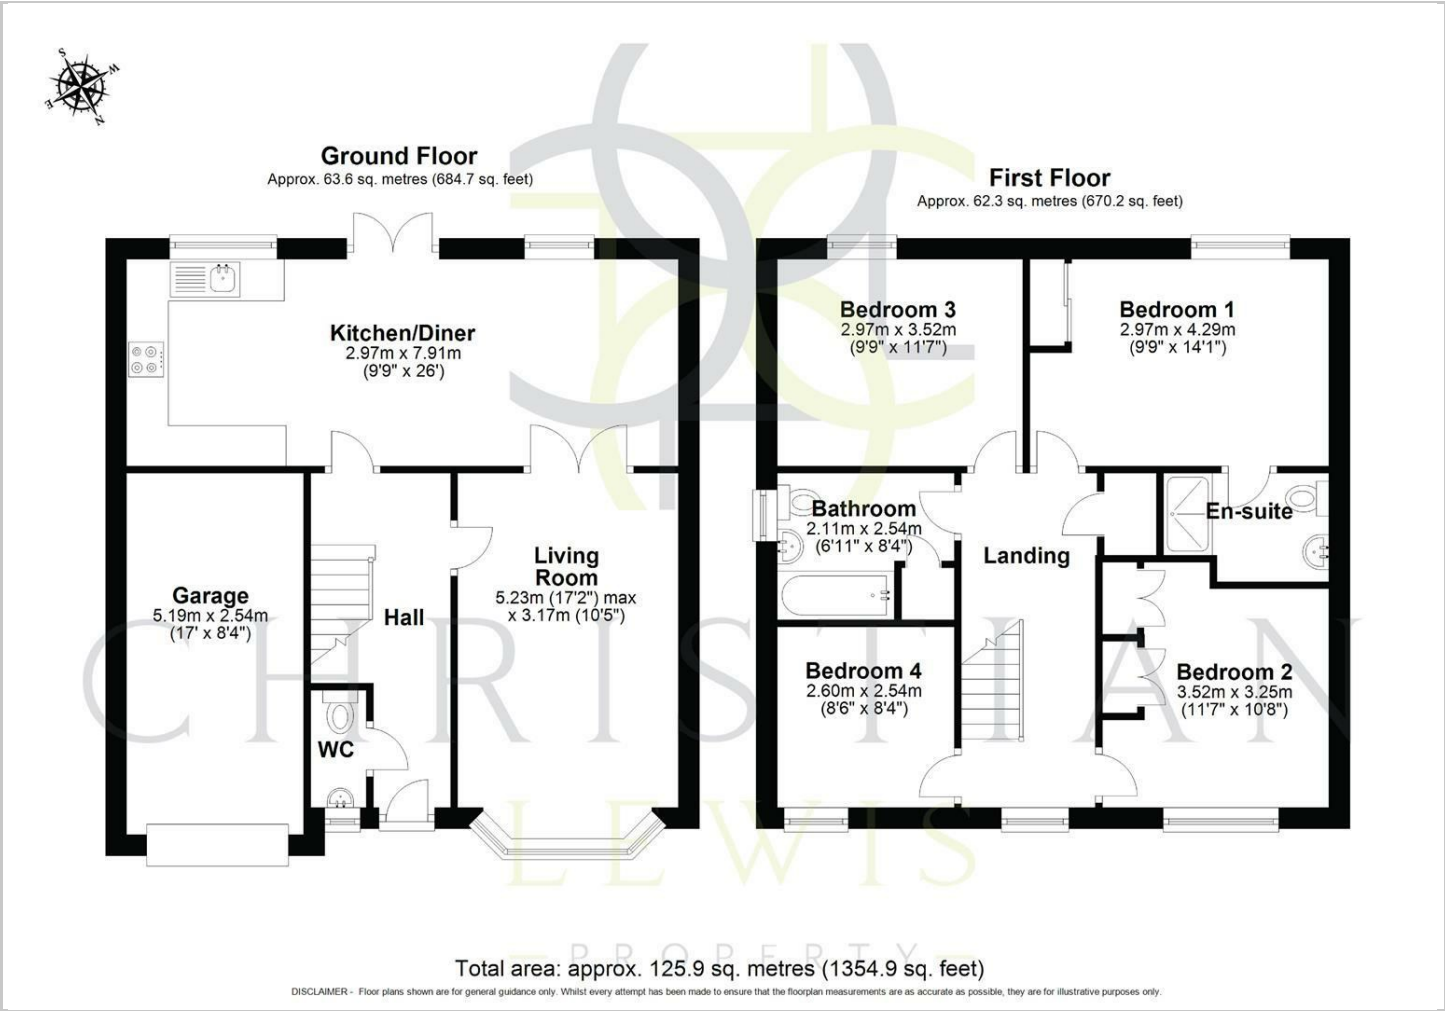 S
W
E
N
Ground Floor
Approx. 63.6 sq. metres (684.7 sq. feet)
Kitchen/Diner
2.97m x 7.91m
(9'9" x 26')
Garage
5.19m x 2.54m
(17' x 8'4")
Hall
Living
Room
5.23m (17'2") max
x 3.17m (10'5")
WC
First Floor
Approx. 62.3 sq. metres (670.2 sq. feet)
Bedroom 3
2.97m x 3.52m
(9'9" x 11'7")
Bedroom 1
2.97m x 4.29m
(9'9" x 14'1")
Bathroom
2.11m x 2.54m
(6'11" x 8'4")
Landing
En-suite
Bedroom 4
2.60m x 2.54m
(8'6" x 8'4")
Bedroom 2
3.52m x 3.25m
(11'7" x 10'8")
CHRISTIAN
LEWIS
PROPERTY
Total area: approx. 125.9 sq. metres (1354.9 sq. feet)
DISCLAIMER - Floor plans shown are for general guidance only. Whilst every attempt has been made to ensure that the floorplan measurements are as accurate as possible, they are for illustrative purposes only.